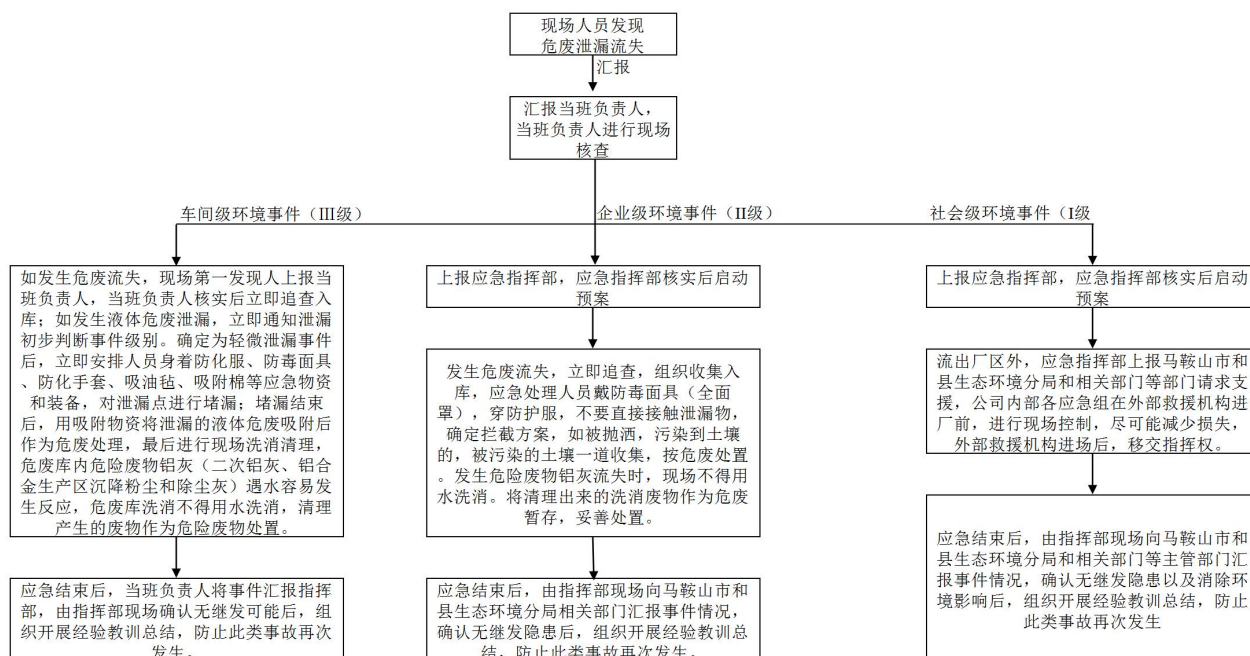 现场人员发现
危废泄漏流失
汇报
汇报当班负责人，
当班负责人进行现场
核查
车间级环境事件（III级）
企业级环境事件（II级）
社会级环境事件（I级
如发生危废流失，现场第一发现人上报当
班负责人，当班负责人核实后立即追查入
库；如发生液体危废泄漏，立即通知泄漏
初步判断事件级别。确定为轻微泄漏事件
后，立即安排人员身着防化服、防毒面具
、防化手套、吸油毡、吸附棉等应急物资
和装备，对泄漏点进行堵漏；堵漏结束
后，用吸附物资将泄漏的液体危废吸附后
作为危废处理，最后进行现场洗消清理，
危废库内危险废物铝灰（二次铝灰、铝合
金生产区沉降粉尘和除尘灰）遇水容易发
生反应，危废库洗消不得用水洗消，清理
产生的废物作为危险废物处置。
应急结束后，当班负责人将事件汇报指挥
部，由指挥部现场确认无继发可能后，组
织开展经验教训总结，防止此类事故再次
发生。
上报应急指挥部，应急指挥部核实后启动
预案
发生危废流失，立即追查，组织收集入
库，应急处理人员戴防毒面具（全面
罩），穿防护服，不要直接接触泄漏物，
确定拦截方案，如被抛洒，污染到土壤
的，被污染的土壤一道收集，按危废处置
。发生危险废物铝灰流失时，现场不得用
水洗消。将清理出来的洗消废物作为危废
暂存，妥善处置。
应急结束后，由指挥部现场向马鞍山市和
县生态环境分局相关部门汇报事件情况，
确认无继发隐患后，组织开展经验教训总
结，防止此类事故再次发生。
上报应急指挥部，应急指挥部核实后启动
预案
流出厂区外，应急指挥部上报马鞍山市和
县生态环境分局和相关部门等部门请求支
援，公司内部各应急组在外部救援机构进
厂前，进行现场控制，尽可能减少损失，
外部救援机构进场后，移交指挥权。
应急结束后，由指挥部现场向马鞍山市和
县生态环境分局和相关部门等主管部门汇
报事件情况，确认无继发隐患以及消除环
境影响后，组织开展经验教训总结，防止
此类事故再次发生